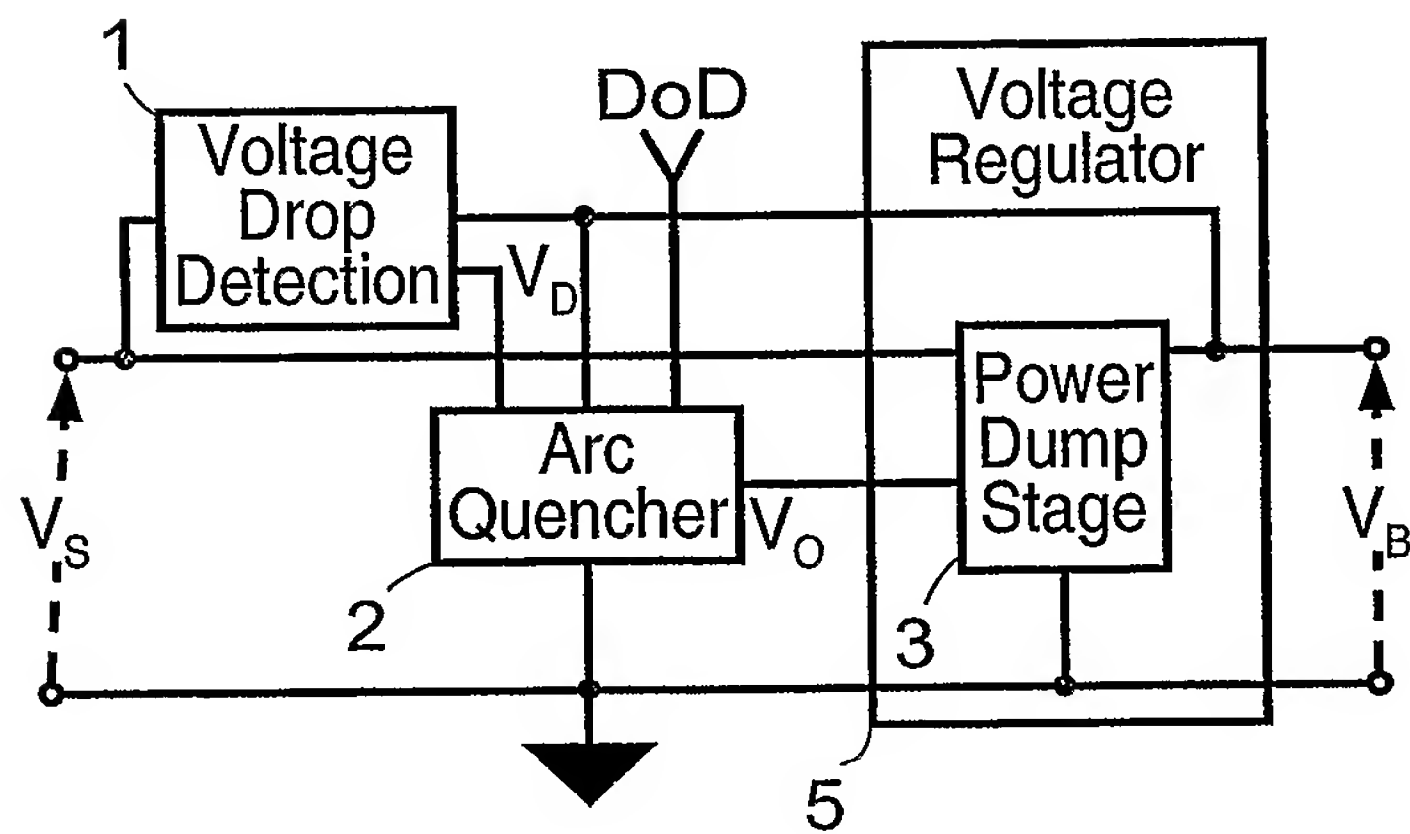 1
Voltage
Drop
Detection
DoD
Voltage
Regulator
V_D
Power
Dump
Stage
Arc
Quencher
V_O
V_S
V_B
2
3
5